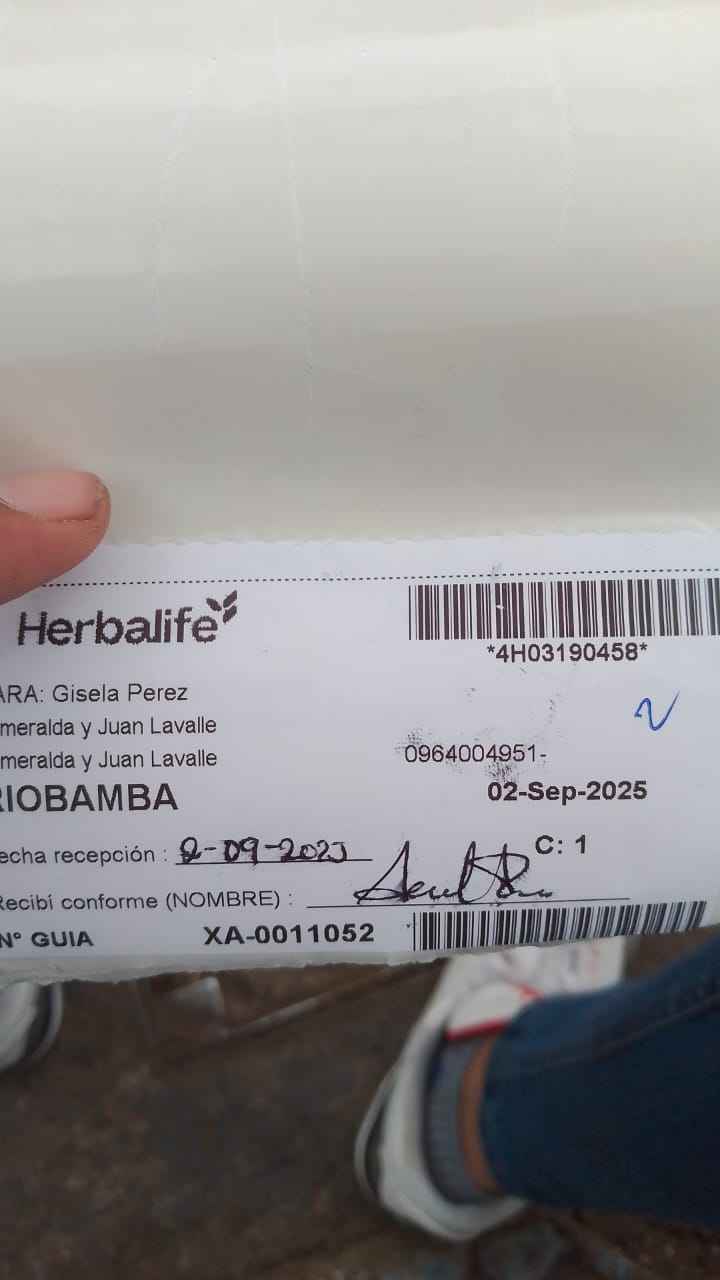 Herbalife
*4H03190458*
ARA: Gisela Perez
meralda y Juan Lavalle
meralda y Juan Lavalle
0964004951-
RIOBAMBA
02-Sep-2025
echa recepción : 2-09-2025
C: 1
Recibí conforme (NOMBRE) :
N° GUIA XA-0011052